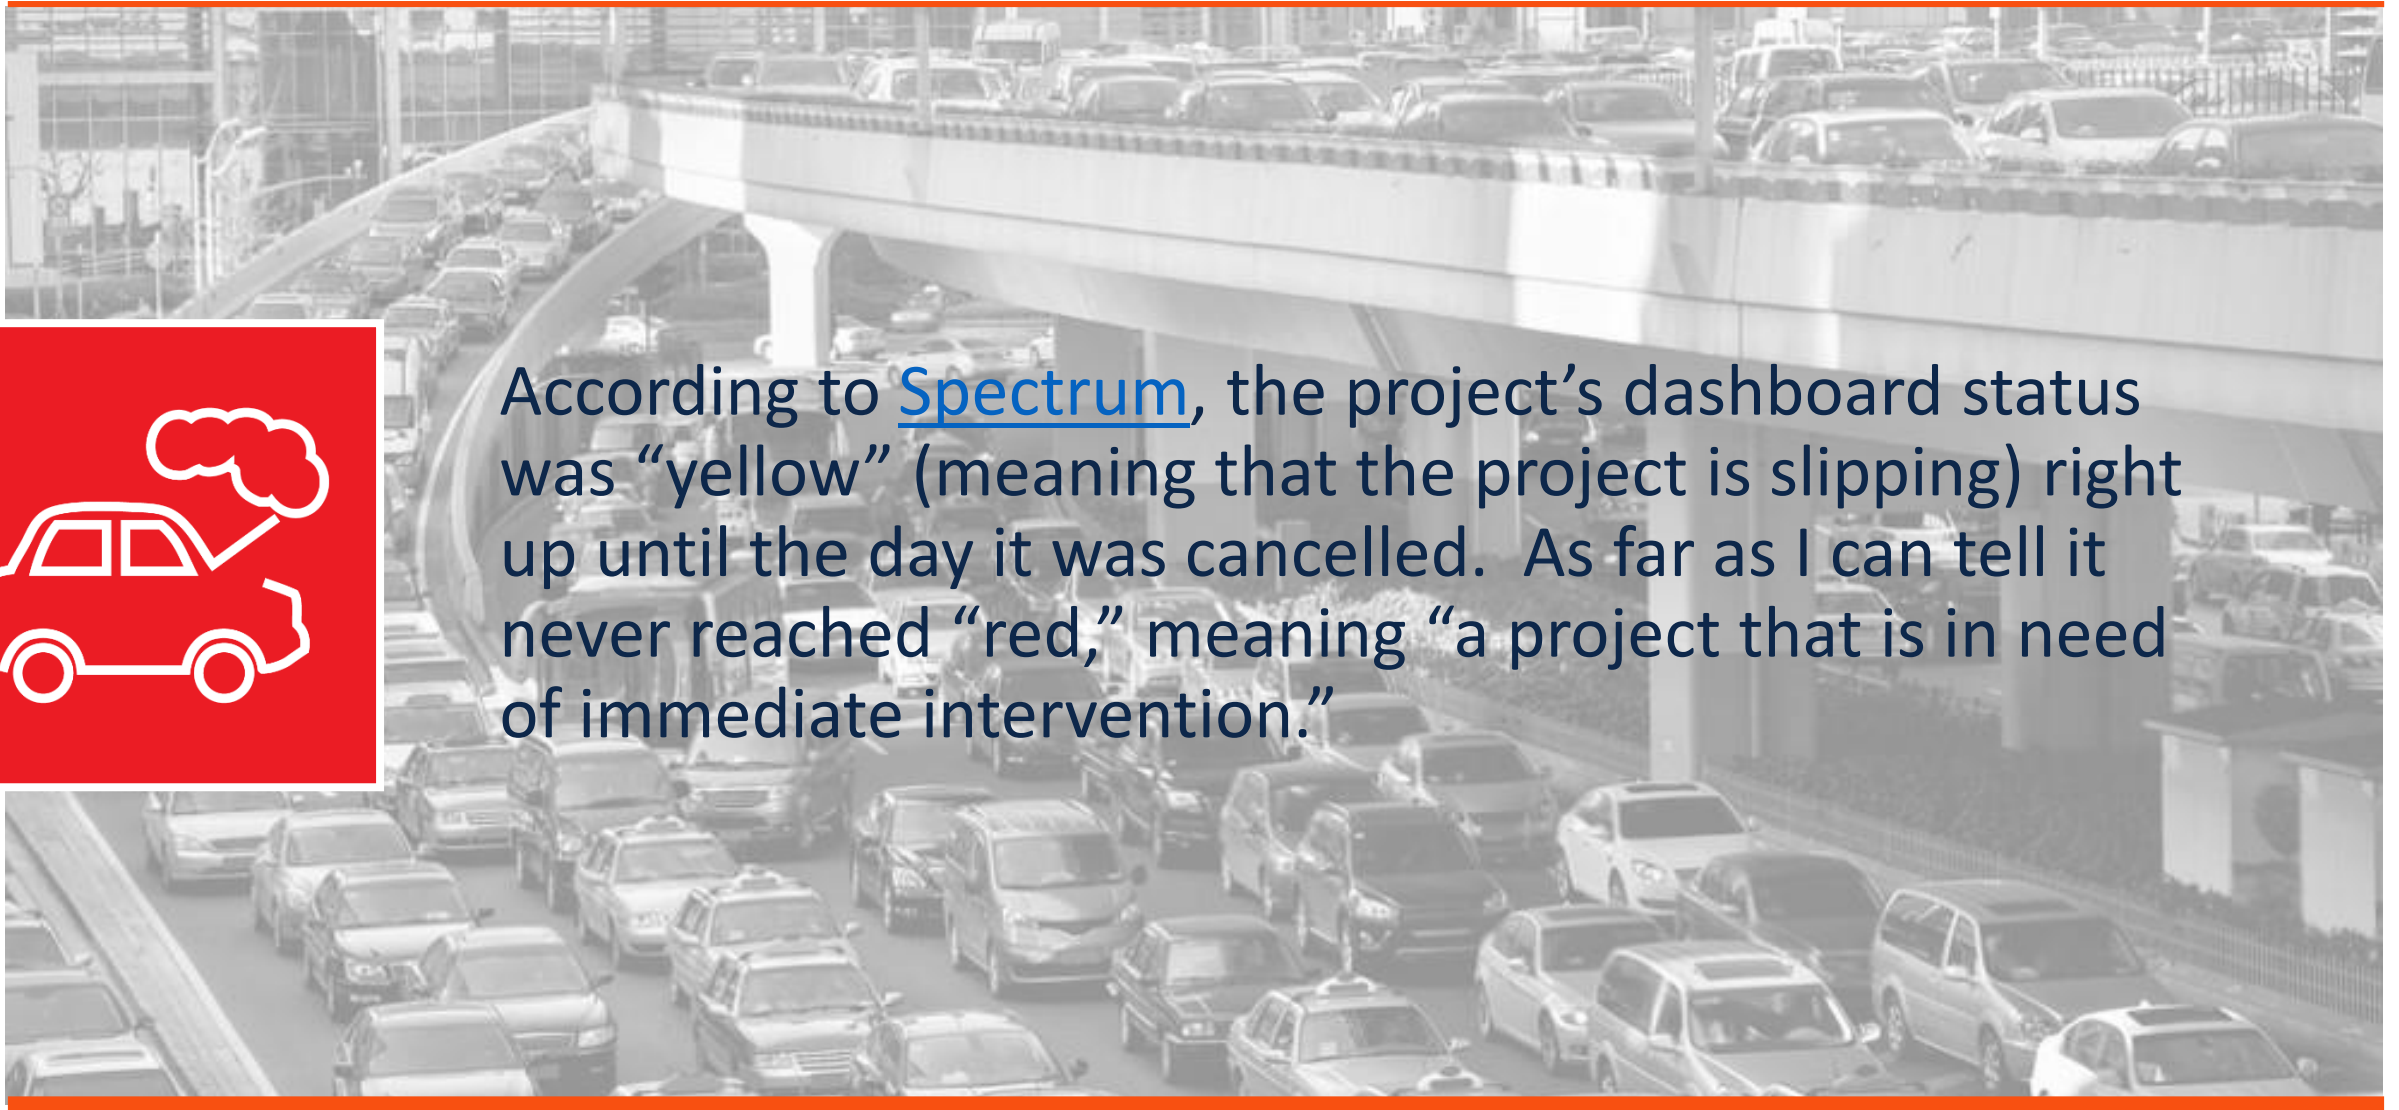 According to Spectrum, the project’s dashboard status
was “yellow” (meaning that the project is slipping) right
up until the day it was cancelled.  As far as I can tell it
never reached “red,” meaning “a project that is in need
of immediate intervention.”